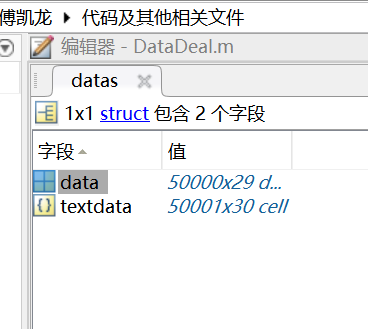 傅凯龙 ▶ 代码及其他相关文件
编辑器 - DataDeal.m
datas
1x1 struct 包含 2 个字段
字段 值
data 50000x29 d...
textdata 50001x30 cell